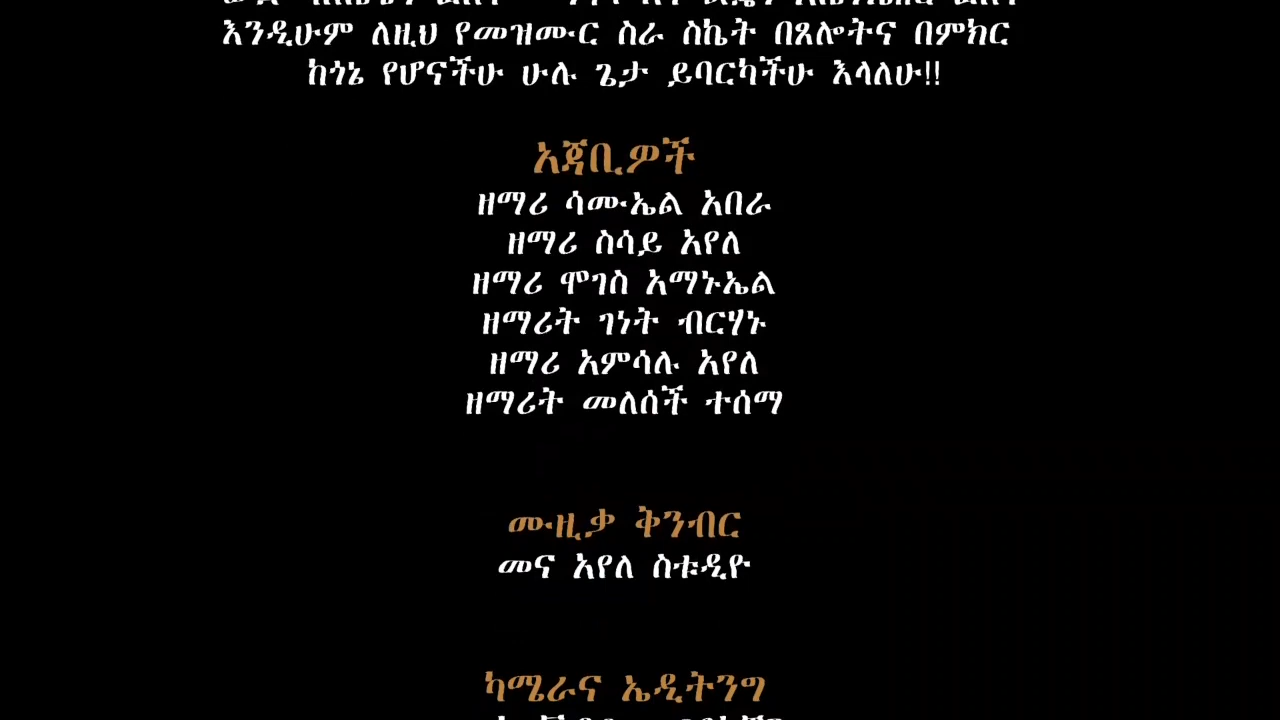 እንዲሁም ለዚህ የመዝሙር ስራ ስኬት በጸሎትና በምክር
ከጎኔ የሆናችሁ ሁሉ ጌታ ይባርካችሁ እላለሁ!!
አጃቢዎች
ዘማሪ ሳሙኤል አበራ
ዘማሪ ስሳይ አየለ
ዘማሪ ሞገስ አማኑኤል
ዘማሪት ገነት ብርሃኑ
ዘማሪ አምሳሉ አየለ
ዘማሪት መለሰች ተሰማ
ሙዚቃ ቅንብር
መና አየለ ስቱዲዮ
ካሜራና ኤዲትንግ